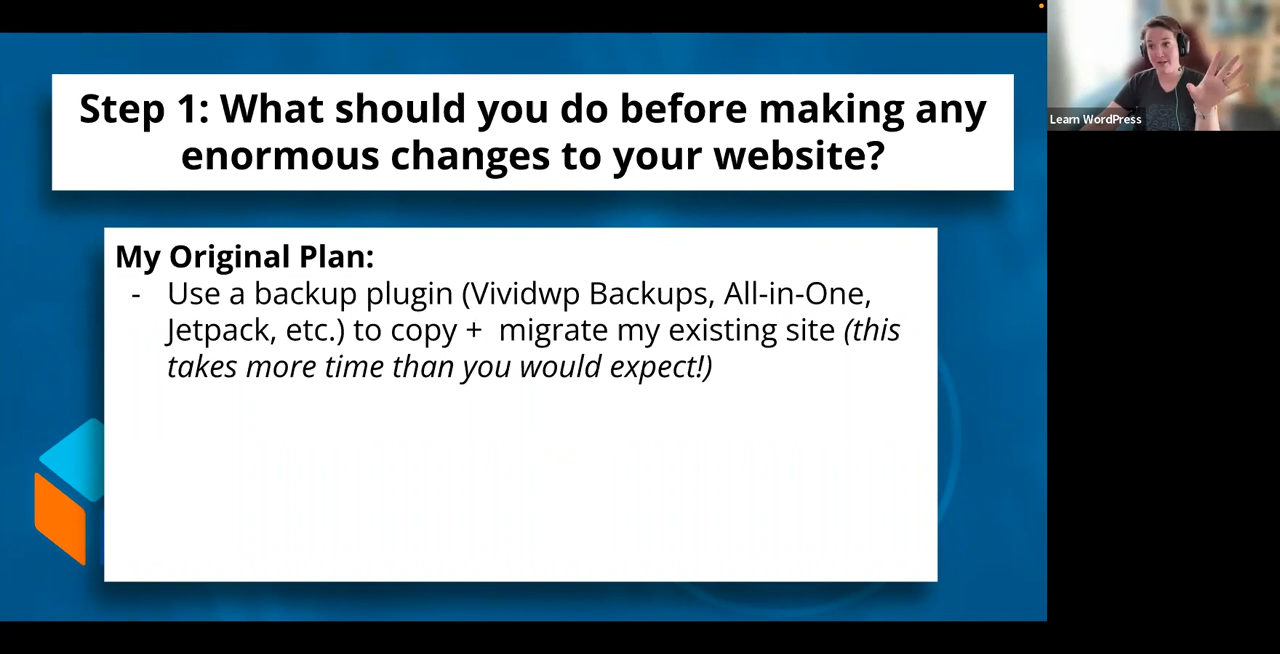 Step 1: What should you do before making any
enormous changes to your website?
My Original Plan:
- Use a backup plugin (Vividwp Backups, All-in-One,
Jetpack, etc.) to copy +  migrate my existing site (this
takes more time than you would expect!)
Learn WordPress